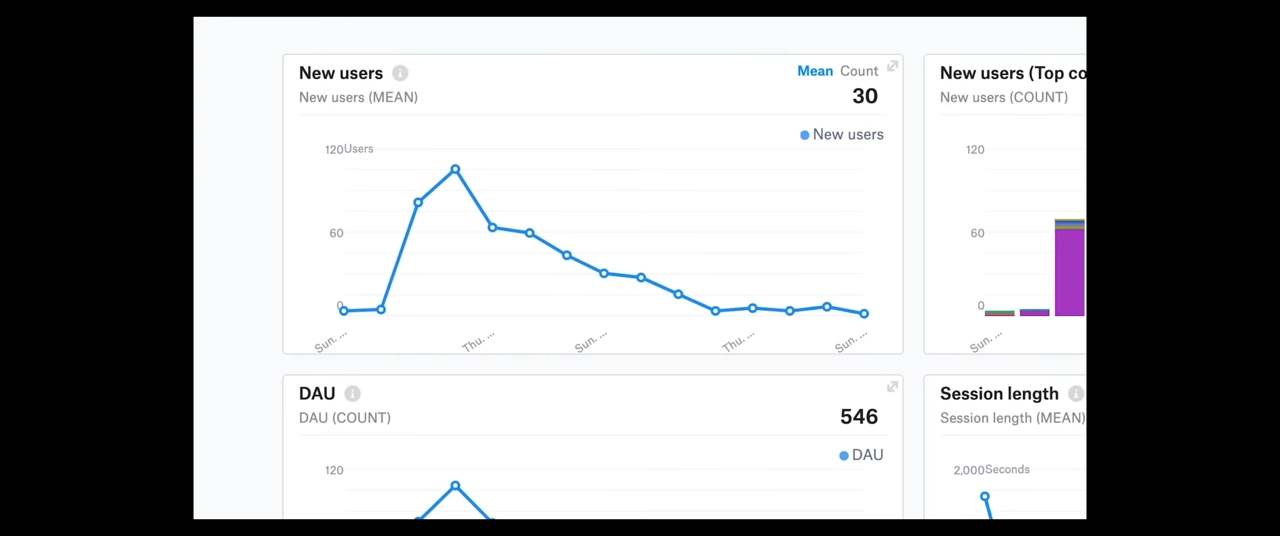 New users
Mean Count
New users (MEAN)
30
New users
120Users
60
0
Sun. ...
Thu. ...
Sun. ...
Thu. ...
Sun. ...
New users (Top co
New users (COUNT)
120
60
0
Sun. ...
DAU
DAU (COUNT)
546
DAU
120
Session length
Session length (MEAN)
2,000Seconds